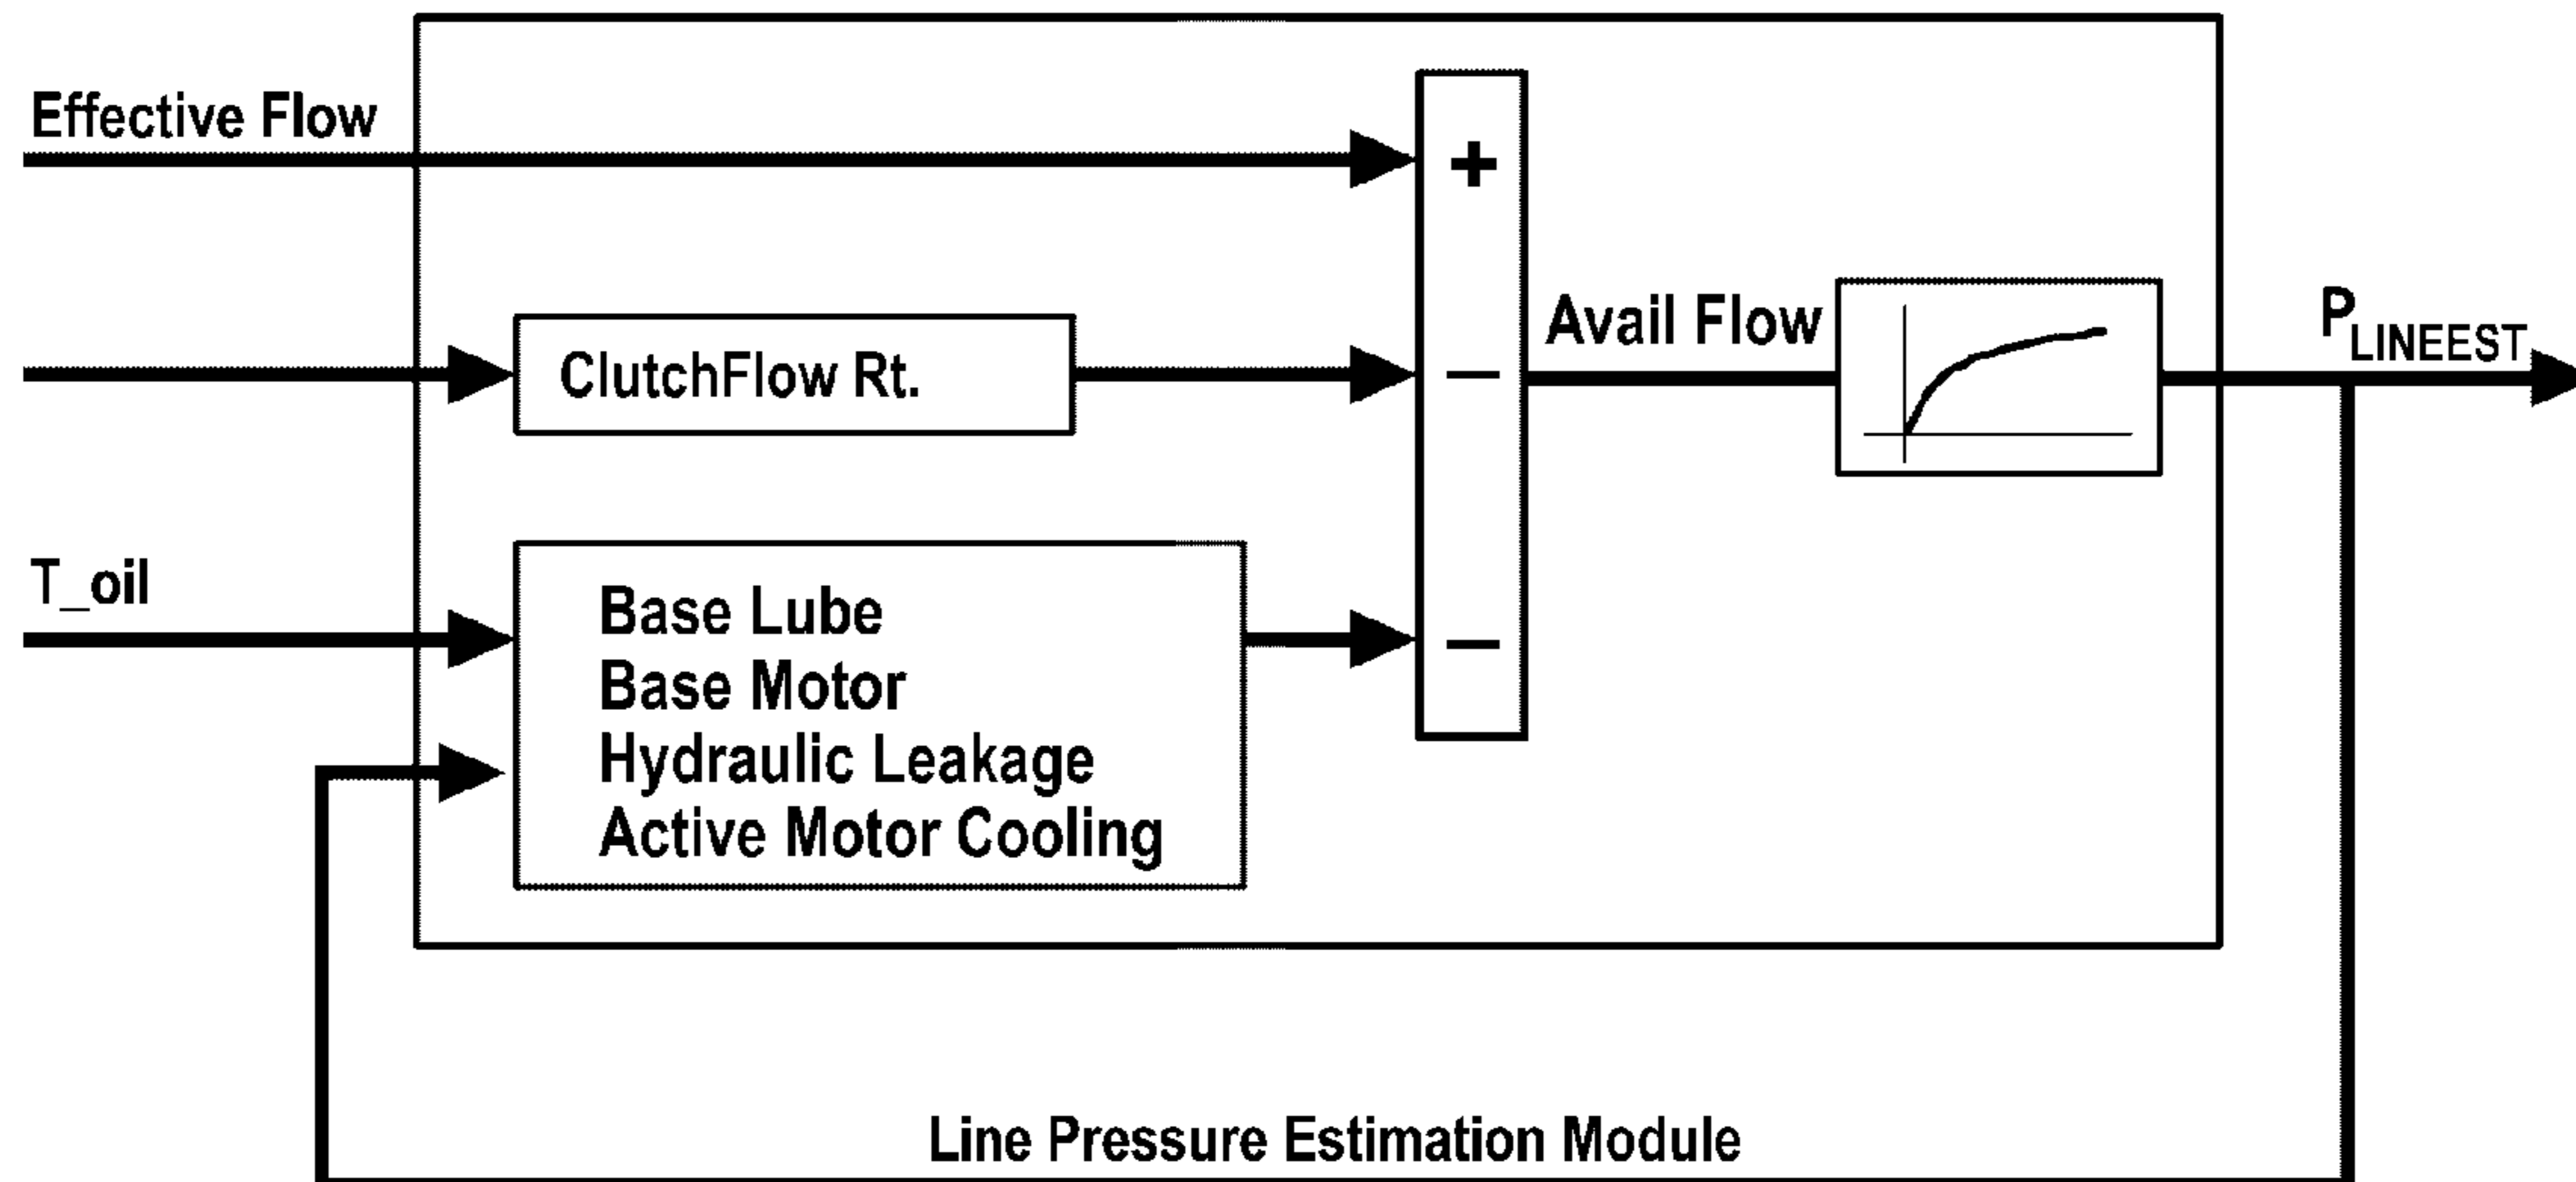 Effective Flow
+
Avail Flow
P LINEEST
ClutchFlow Rt.
–
T_oil
Base Lube
Base Motor
Hydraulic Leakage
Active Motor Cooling
–
Line Pressure Estimation Module